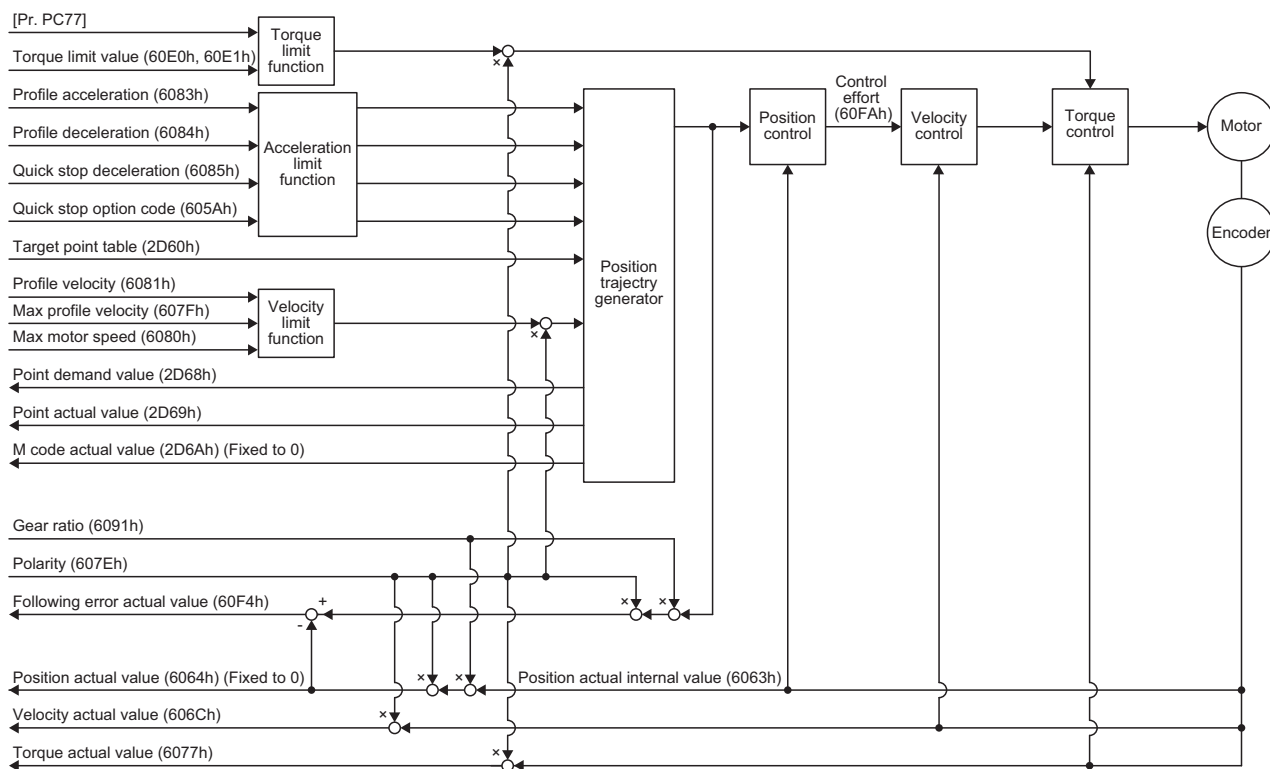 [Pr. PC77]
Torque limit value (60E0h, 60E1h)
Torque
limit
function
×
Profile acceleration (6083h)
Profile deceleration (6084h)
Quick stop deceleration (6085h)
Quick stop option code (605Ah)
Acceleration
limit
function
Target point table (2D60h)
Profile velocity (6081h)
Max profile velocity (607Fh)
Max motor speed (6080h)
Velocity
limit
function
×
Position
trajectry
generator
Position
control
Control
effort
(60FAh)
Velocity
control
Torque
control
Motor
Encoder
Point demand value (2D68h)
Point actual value (2D69h)
M code actual value (2D6Ah) (Fixed to 0)
Gear ratio (6091h)
Polarity (607Eh)
Following error actual value (60F4h)
+
-
×
×
Position actual value (6064h) (Fixed to 0)
×
×
Position actual internal value (6063h)
Velocity actual value (606Ch)
×
Torque actual value (6077h)
×